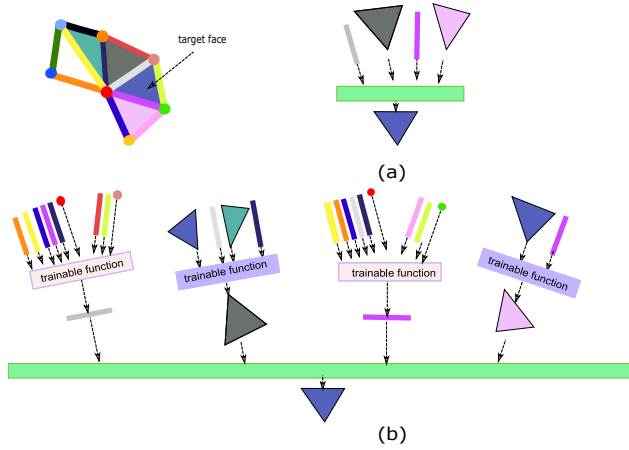 target face
(a)
trainable function
trainable function
trainable function
trainable function
(b)